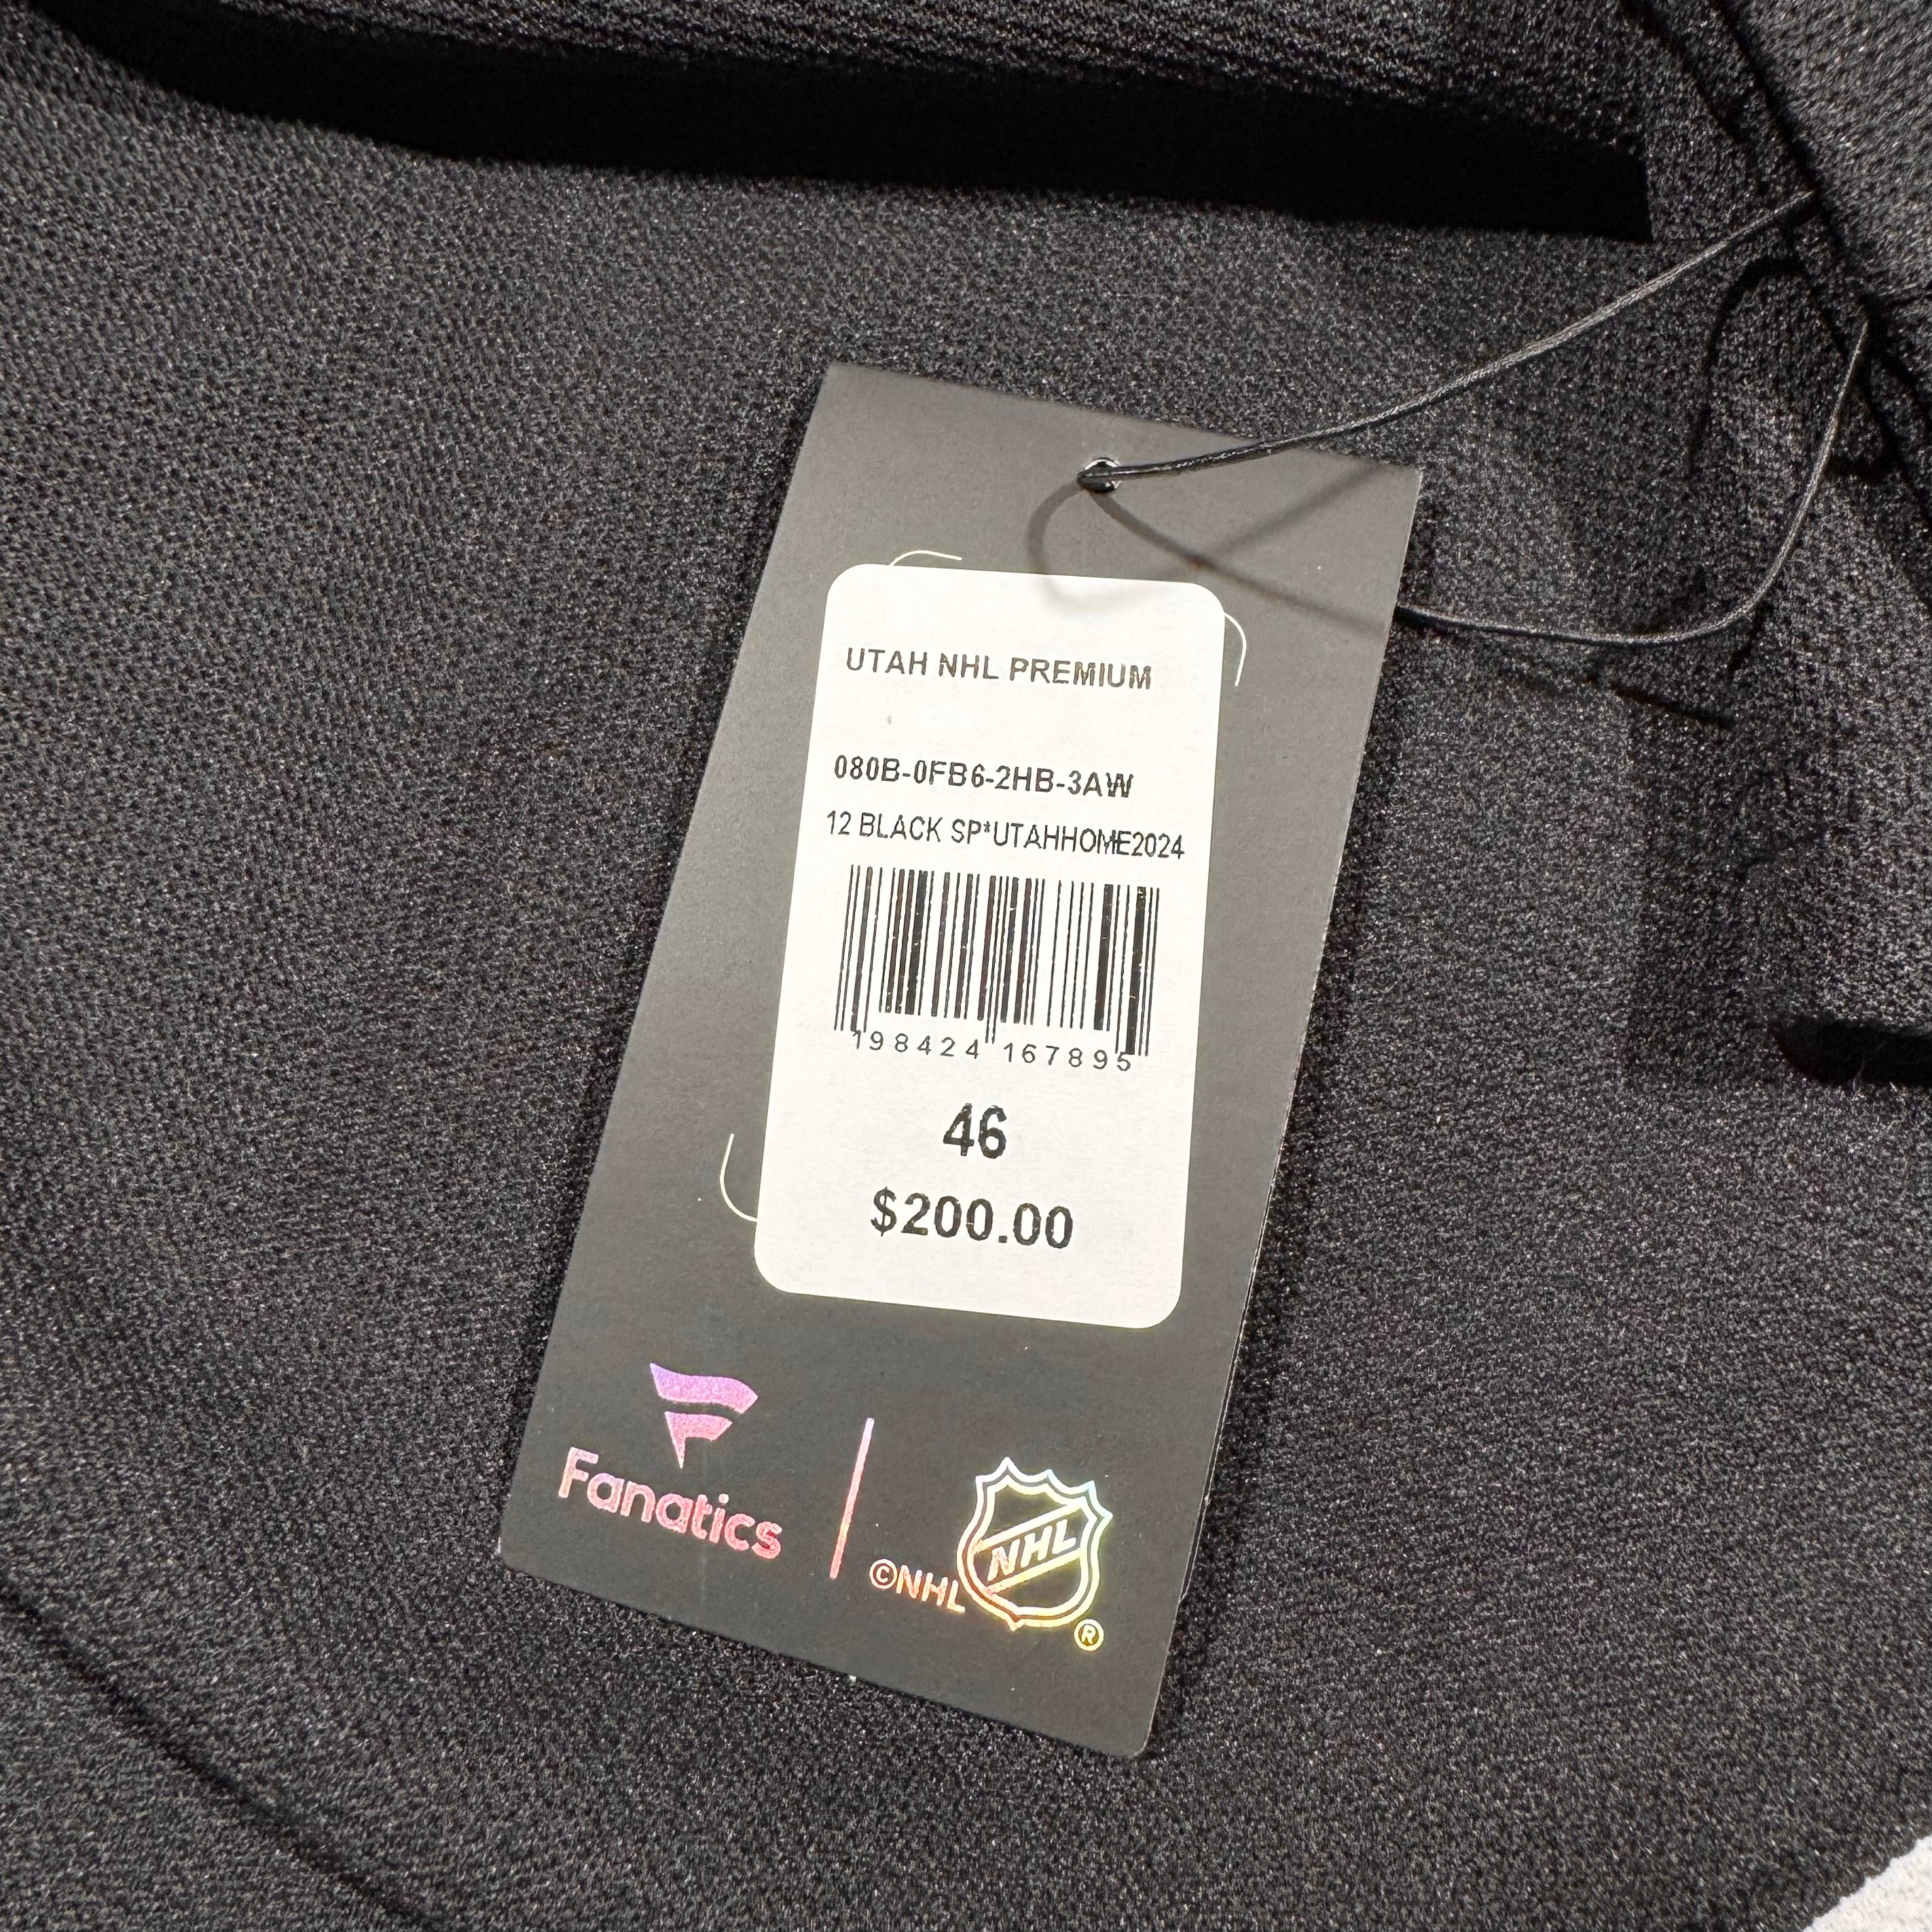 UTAH NHL PREMIUM
080B-0FB6-2HB-3AW
12 BLACK SP*UTAHHOME2024
198424 167895
46
$200.00
Fanatics
©NHL
NHL
®